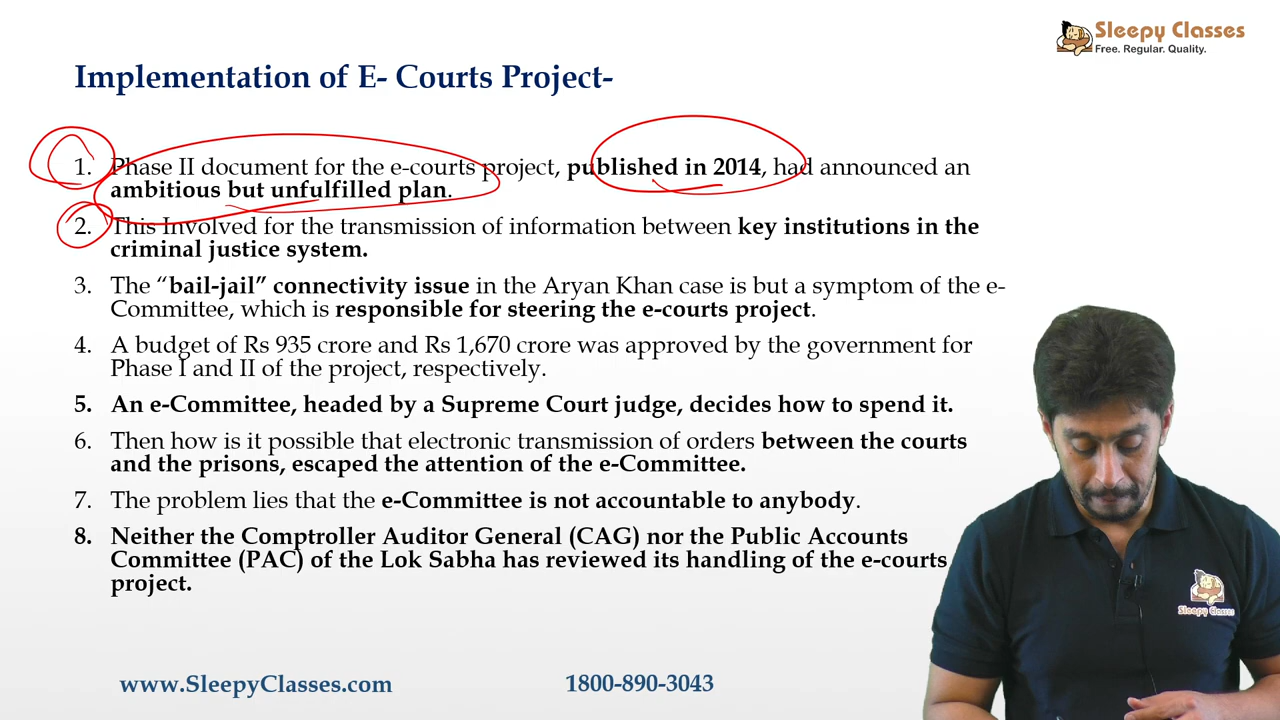 Sleepy Classes
Free. Regular. Quality.
Implementation of E- Courts Project-
1. Phase II document for the e-courts project, published in 2014, had announced an
ambitious but unfulfilled plan.
2. This Involved for the transmission of information between key institutions in the
criminal justice system.
3. The “bail-jail” connectivity issue in the Aryan Khan case is but a symptom of the e-
Committee, which is responsible for steering the e-courts project.
4. A budget of Rs 935 crore and Rs 1,670 crore was approved by the government for
Phase I and II of the project, respectively.
5. An e-Committee, headed by a Supreme Court judge, decides how to spend it.
6. Then how is it possible that electronic transmission of orders between the courts
and the prisons, escaped the attention of the e-Committee.
7. The problem lies that the e-Committee is not accountable to anybody.
8. Neither the Comptroller Auditor General (CAG) nor the Public Accounts
Committee (PAC) of the Lok Sabha has reviewed its handling of the e-courts
project.
Sleepy Classes
www.SleepyClasses.com
1800-890-3043